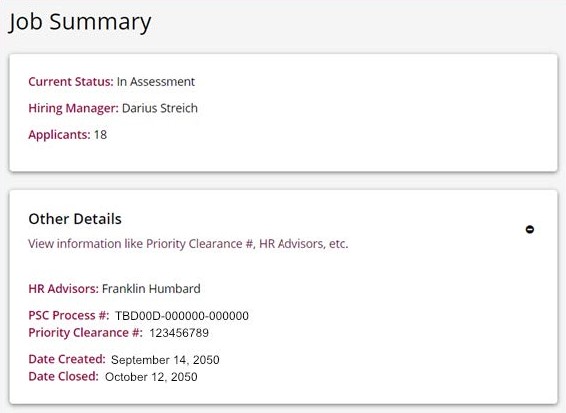 Job Summary
Current Status: In Assessment
Hiring Manager: Darius Streich
Applicants: 18
Other Details
View information like Priority Clearance #, HR Advisors, etc.
HR Advisors: Franklin Humbard
PSC Process #: TBD00D-000000-000000
Priority Clearance #: 123456789
Date Created: September 14, 2050
Date Closed: October 12, 2050